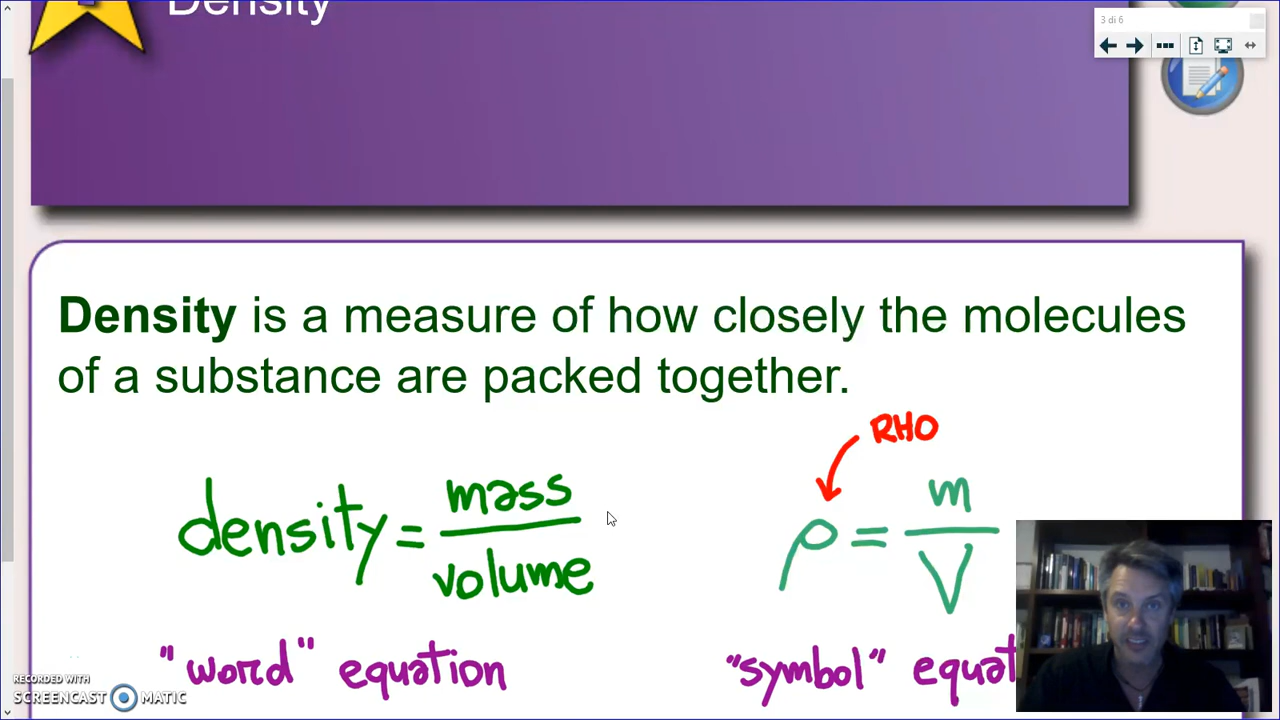 Density
3 di 6
Density is a measure of how closely the molecules
of a substance are packed together.
RHO
density = mass
volume
ρ = m
V
"word" equation
"symbol" equat
RECORDED WITH
SCREENCAST MATIC